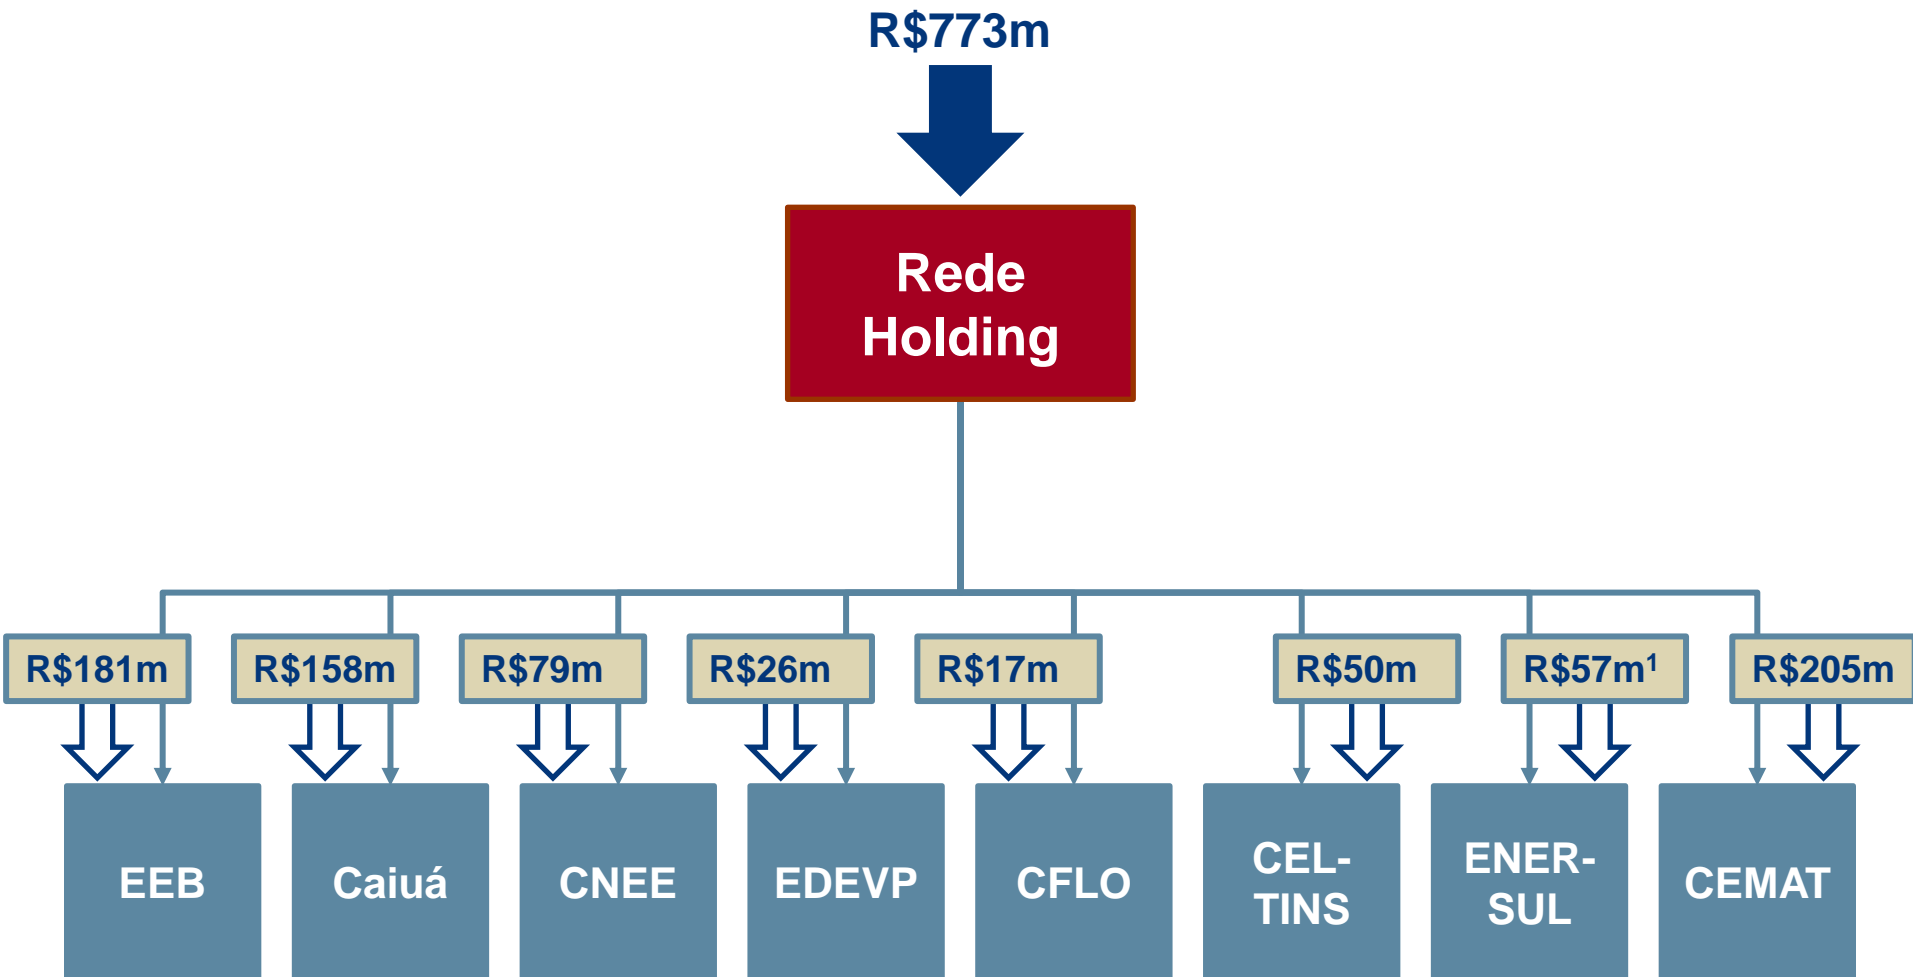 R$773m
Rede
Holding
R$181m
R$158m
R$79m
R$26m
R$17m
R$50m
R$57m¹
R$205m
EEB
Caiuá
CNEE
EDEVP
CFLO
CEL-
TINS
ENER-
SUL
CEMAT